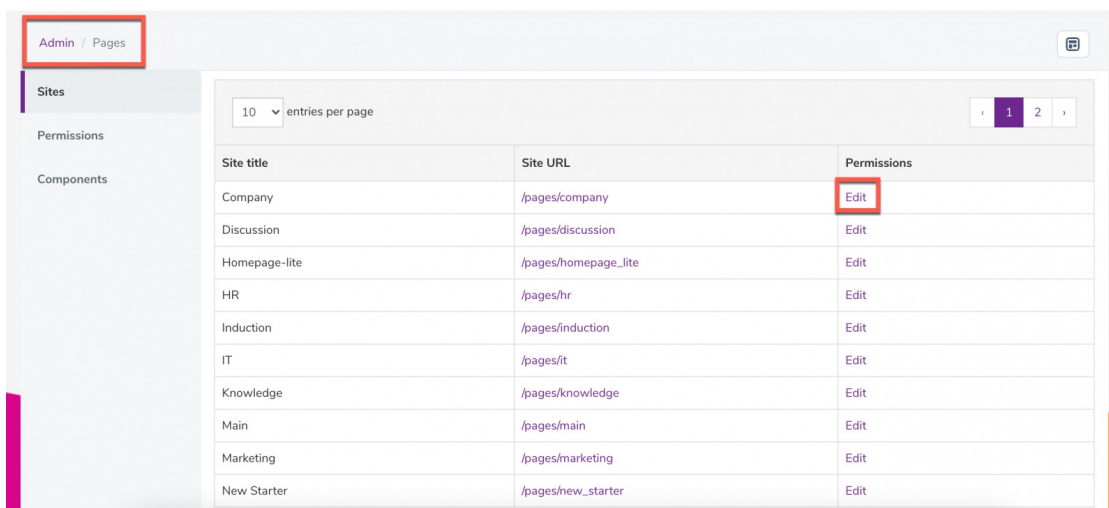 Admin / Pages
Sites
Permissions
Components
10 entries per page
‹ 1 2 ›
Site title Site URL Permissions
Company /pages/company Edit
Discussion /pages/discussion Edit
Homepage-lite /pages/homepage_lite Edit
HR /pages/hr Edit
Induction /pages/induction Edit
IT /pages/it Edit
Knowledge /pages/knowledge Edit
Main /pages/main Edit
Marketing /pages/marketing Edit
New Starter /pages/new_starter Edit